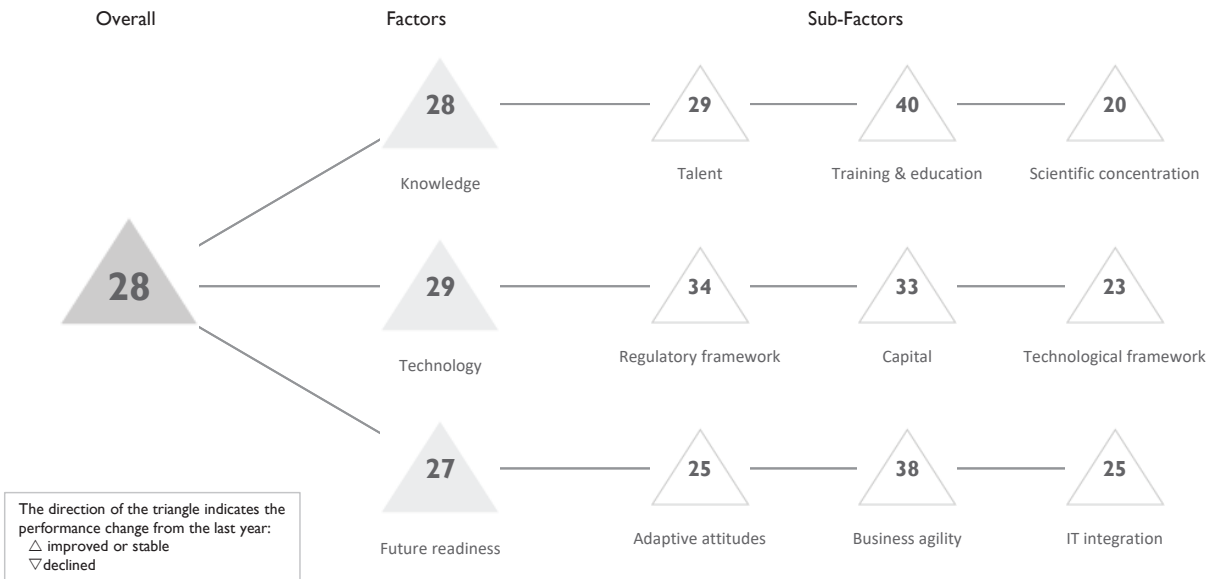 Overall Factors Sub-Factors
28 29 40 20
Knowledge Talent Training & education Scientific concentration
28
29 34 33 23
Technology Regulatory framework Capital Technological framework
27 25 38 25
Future readiness Adaptive attitudes Business agility IT integration
The direction of the triangle indicates the
performance change from the last year:
△ improved or stable
▽ declined